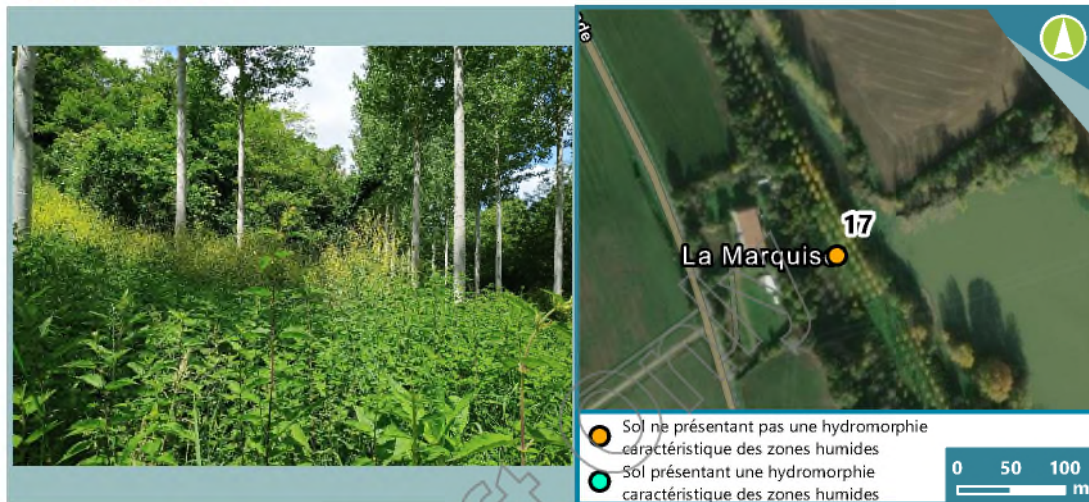 de
17
La Marquis
Sol ne présentant pas une hydromorphie
caractéristique des zones humides
Sol présentant une hydromorphie
caractéristique des zones humides
0 50 100
m